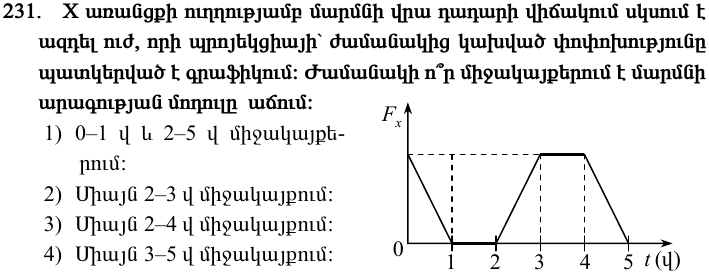 231. X առանցքի ուղղությամբ մարմնի վրա դադարի վիճակում սկսում է
ազդել ուժ, որի պրոյեկցիայի՝ ժամանակից կախված փոփոխությունը
պատկերված է գրաֆիկում: Ժամանակի ո՞ր միջակայքերում է մարմնի
արագության մոդուլը աճում:
1) 0–1 վ և 2–5 վ միջակայքե-
րում:
2) Միայն 2–3 վ միջակայքում:
3) Միայն 2–4 վ միջակայքում:
4) Միայն 3–5 վ միջակայքում:
Fx
0 1 2 3 4 5 t (վ)